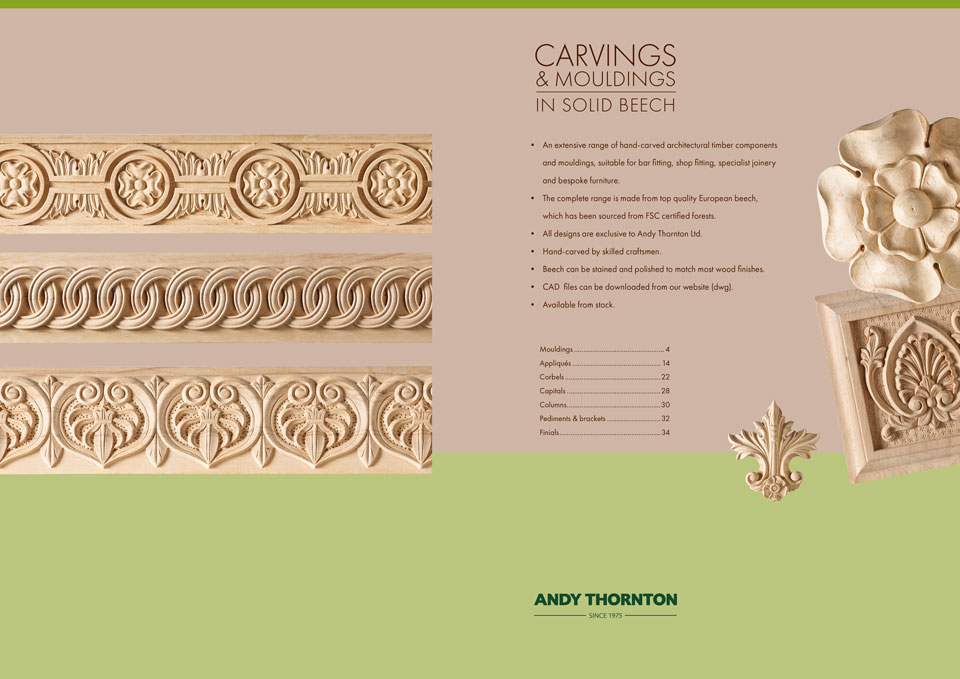 CARVINGS
& MOULDINGS
IN SOLID BEECH
• An extensive range of hand-carved architectural timber components
and mouldings, suitable for bar fitting, shop fitting, specialist joinery
and bespoke furniture.
• The complete range is made from top quality European beech,
which has been sourced from FSC certified forests.
• All designs are exclusive to Andy Thornton Ltd.
• Hand-carved by skilled craftsmen.
• Beech can be stained and polished to match most wood finishes.
• CAD files can be downloaded from our website (dwg).
• Available from stock.
Mouldings ................................................ 4
Appliqués ............................................... 14
Corbels ................................................... 22
Capitals .................................................. 28
Columns.................................................. 30
Pediments & brackets ............................ 32
Finials ..................................................... 34
ANDY THORNTON
SINCE 1975